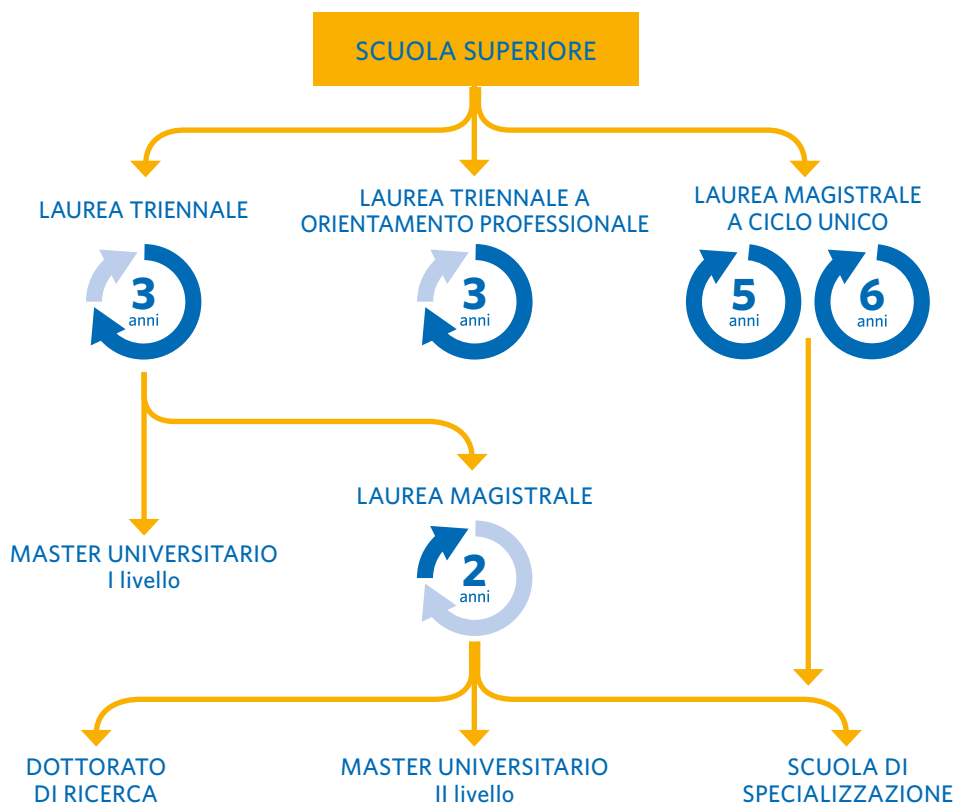 SCUOLA SUPERIORE
LAUREA TRIENNALE
3
anni
LAUREA TRIENNALE A
ORIENTAMENTO PROFESSIONALE
3
anni
LAUREA MAGISTRALE
A CICLO UNICO
5
anni
6
anni
LAUREA MAGISTRALE
2
anni
MASTER UNIVERSITARIO
I livello
DOTTORATO
DI RICERCA
MASTER UNIVERSITARIO
II livello
SCUOLA DI
SPECIALIZZAZIONE